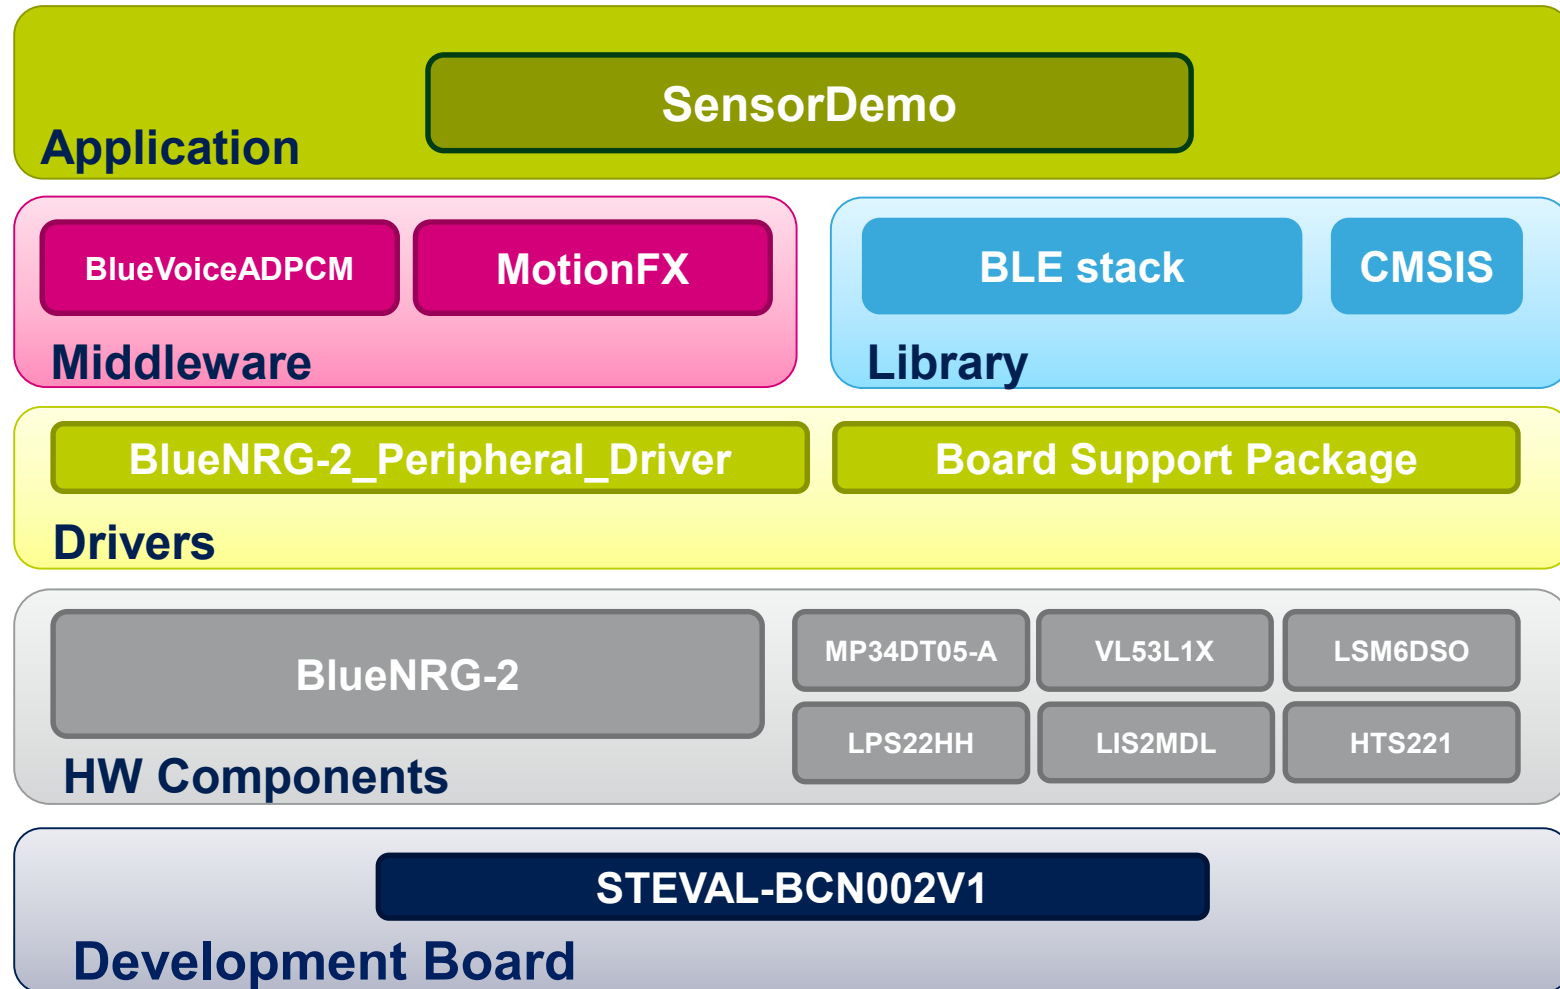 SensorDemo
Application
BlueVoiceADPCM
MotionFX
Middleware
BLE stack
CMSIS
Library
BlueNRG-2_Peripheral_Driver
Board Support Package
Drivers
BlueNRG-2
MP34DT05-A
VL53L1X
LSM6DSO
LPS22HH
LIS2MDL
HTS221
HW Components
STEVAL-BCN002V1
Development Board